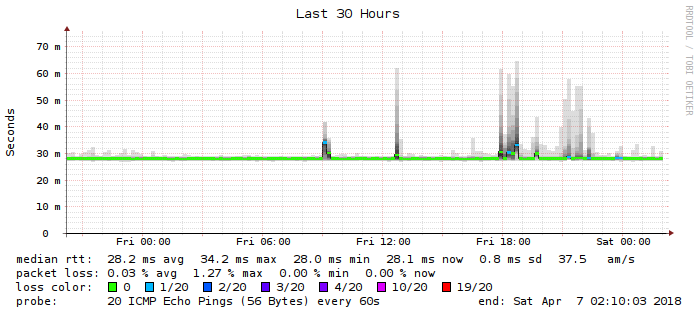 Last 30 Hours
RRDTOOL / TOBI OETIKER
Seconds
70 m
60 m
50 m
40 m
30 m
20 m
10 m
0
Fri 00:00 Fri 06:00 Fri 12:00 Fri 18:00 Sat 00:00
median rtt: 28.2 ms avg 34.2 ms max 28.0 ms min 28.1 ms now 0.8 ms sd 37.5 am/s
packet loss: 0.03 % avg 1.27 % max 0.00 % min 0.00 % now
loss color: 0 1/20 2/20 3/20 4/20 10/20 19/20
probe: 20 ICMP Echo Pings (56 Bytes) every 60s end: Sat Apr 7 02:10:03 2018